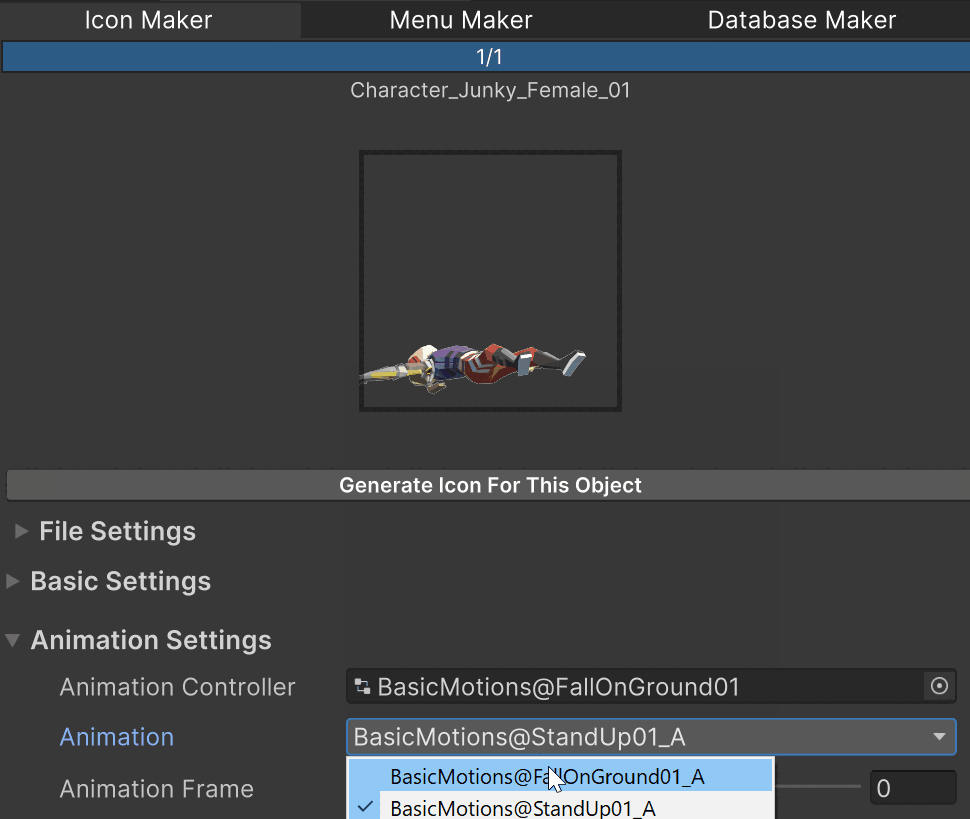 Icon Maker Menu Maker Database Maker
1/1
Character_Junky_Female_01
Generate Icon For This Object
File Settings
Basic Settings
Animation Settings
Animation Controller BasicMotions@FallOnGround01
Animation BasicMotions@StandUp01_A
BasicMotions@FallOnGround01_A
Animation Frame 0
BasicMotions@StandUp01_A